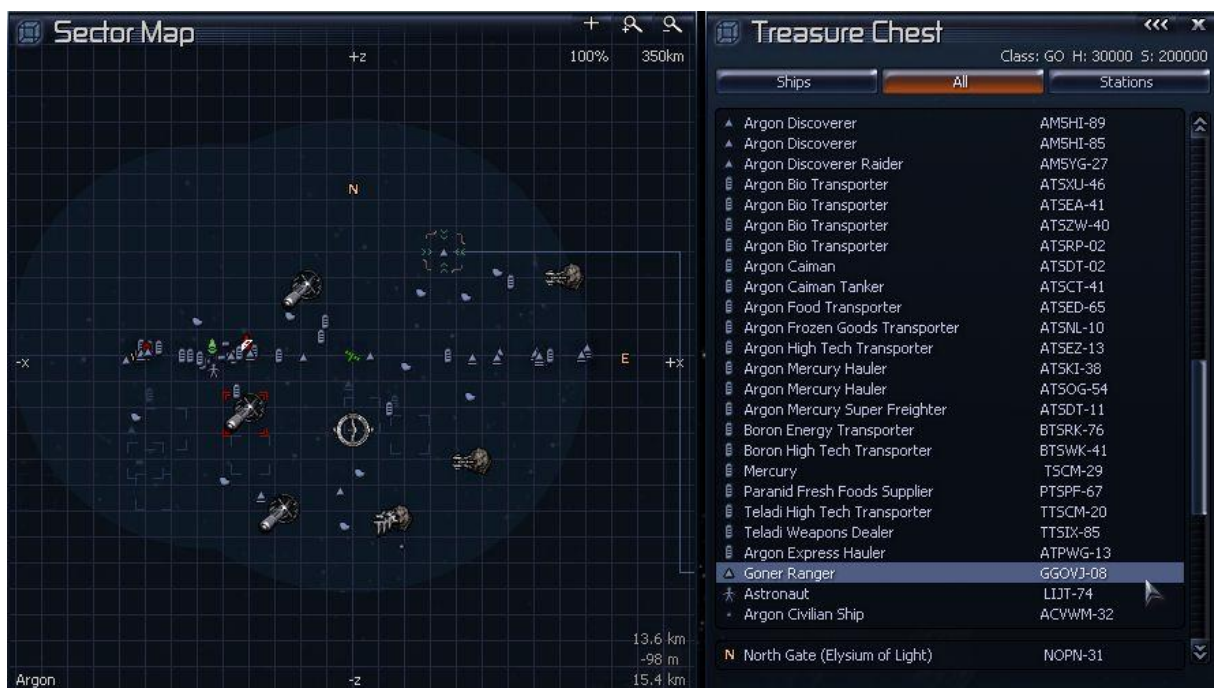 Sector Map
+z
100%
350km
N
-x
E
+x
13.6 km
-98 m
Argon
-z
15.4 km
Treasure Chest
<<<
X
Class: GO H: 30000 S: 200000
Ships All Stations
Argon Discoverer AM5HI-89
Argon Discoverer AM5HI-85
Argon Discoverer Raider AM5YG-27
Argon Bio Transporter ATSXU-46
Argon Bio Transporter ATSEA-41
Argon Bio Transporter ATSZW-40
Argon Bio Transporter ATSRP-02
Argon Caiman ATSDT-02
Argon Caiman Tanker ATSCT-41
Argon Food Transporter ATSED-65
Argon Frozen Goods Transporter ATSNL-10
Argon High Tech Transporter ATSEZ-13
Argon Mercury Hauler ATSKI-38
Argon Mercury Hauler ATSOG-54
Argon Mercury Super Freighter ATSDT-11
Boron Energy Transporter BTSRK-76
Boron High Tech Transporter BTSWK-41
Mercury TSCM-29
Paranid Fresh Foods Supplier PTSPF-67
Teladi High Tech Transporter TTSCM-20
Teladi Weapons Dealer TTSIX-85
Argon Express Hauler ATPWG-13
Goner Ranger GGOVJ-08
Astronaut LIJT-74
Argon Civilian Ship ACVWM-32
N North Gate (Elysium of Light) NOPN-31